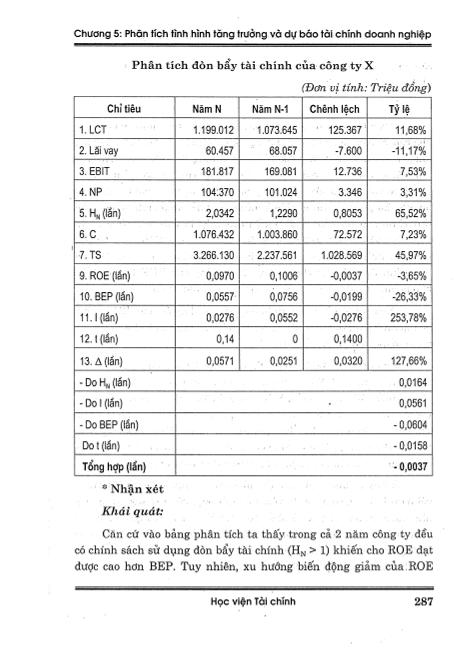 Chương 5: Phân tích tình hình tăng trưởng và dự báo tài chính doanh nghiệp
Phân tích đòn bẩy tài chính của công ty X
(Đơn vị tính: Triệu đồng)
Chỉ tiêu Năm N Năm N-1 Chênh lệch Tỷ lệ
1. LCT 1.199.012 1.073.645 125.367 11,68%
2. Lãi vay 60.457 68.057 -7.600 -11,17%
3. EBIT 181.817 169.081 12.736 7,53%
4. NP 104.370 101.024 3.346 3,31%
5. HN (lần) 2,0342 1,2290 0,8053 65,52%
6. C 1.076.432 1.003.860 72.572 7,23%
7. TS 3.266.130 2.237.561 1.028.569 45,97%
9. ROE (lần) 0,0970 0,1006 -0,0037 -3,65%
10. BEP (lần) 0,0557 0,0756 -0,0199 -26,33%
11. I (lần) 0,0276 0,0552 -0,0276 253,78%
12. t (lần) 0,14 0 0,1400
13. Δ (lần) 0,0571 0,0251 0,0320 127,66%
- Do HN (lần) 0,0164
- Do I (lần) 0,0561
- Do BEP (lần) - 0,0604
Do t (lần) - 0,0158
Tổng hợp (lần) - 0,0037
* Nhận xét
Khái quát:
Căn cứ vào bảng phân tích ta thấy trong cả 2 năm công ty đều
có chính sách sử dụng đòn bẩy tài chính (HN > 1) khiến cho ROE đạt
được cao hơn BEP. Tuy nhiên, xu hướng biến động giảm của ROE
Học viện Tài chính 287